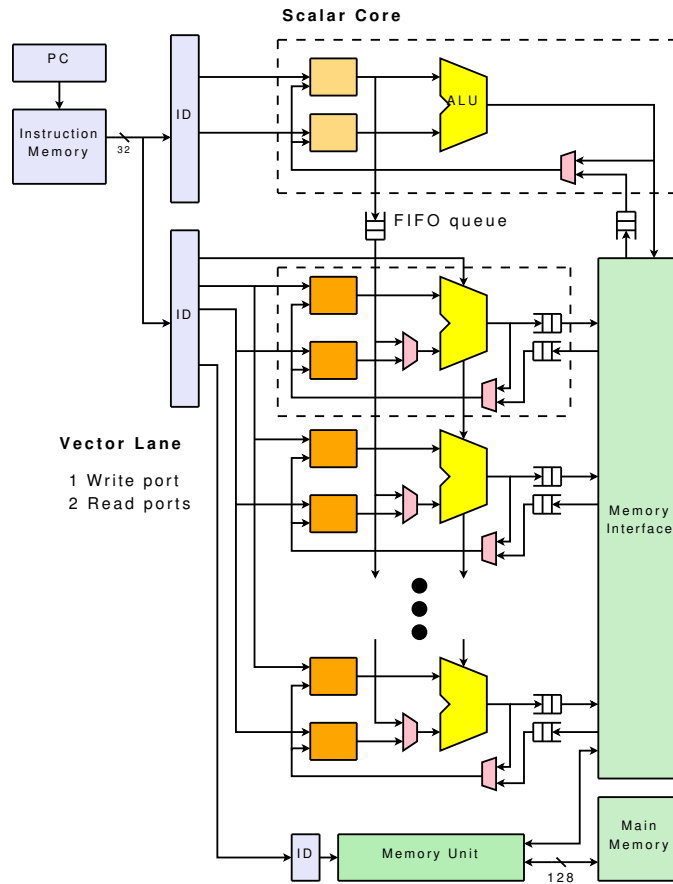 Scalar Core
PC
Instruction
Memory
32
ID
ALU
FIFO queue
ID
Vector Lane
1 Write port
2 Read ports
Memory
Interface
ID
Memory Unit
128
Main
Memory